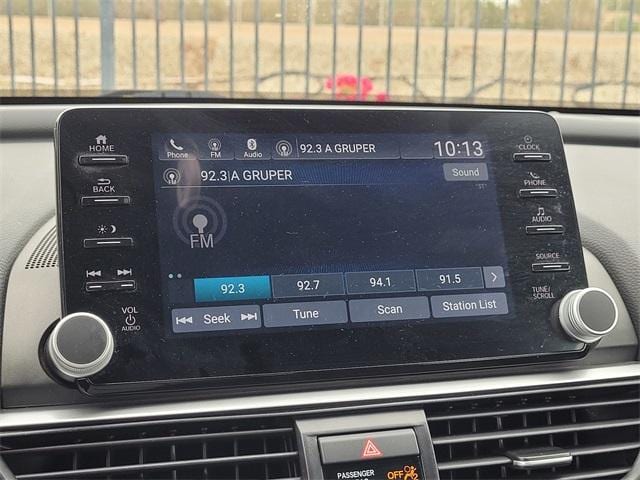 HOME
BACK
VOL
AUDIO
Phone FM Audio 92.3 A GRUPER 10:13
92.3|A GRUPER Sound
ST
FM
92.3 92.7 94.1 91.5
Seek Tune Scan Station List
CLOCK
PHONE
AUDIO
SOURCE
TUNE/
SCROLL
PASSENGER
OFF